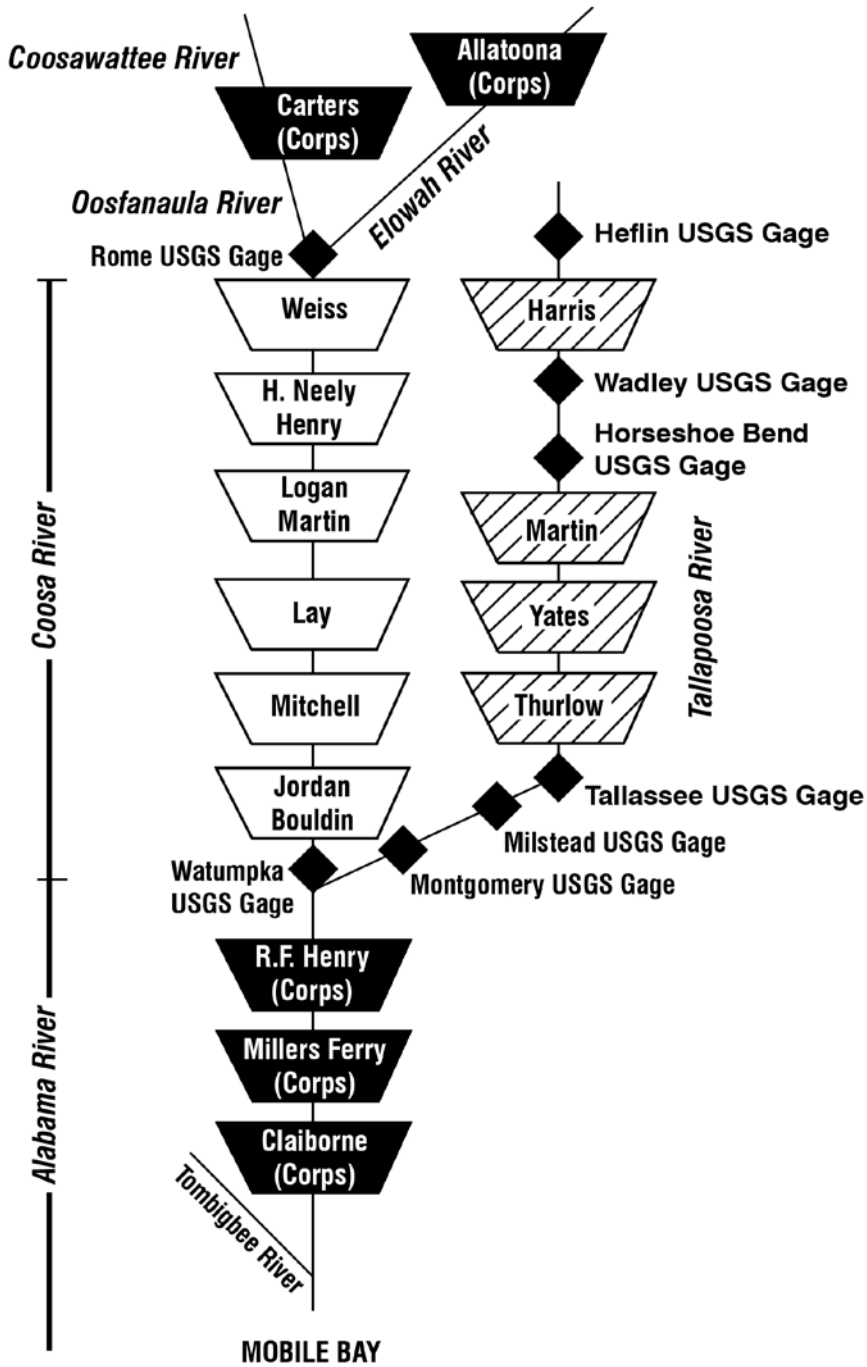 Coosawattee River
Allatoona
(Corps)
Carters
(Corps)
Oosfanaula River
Elowah River
Rome USGS Gage
Heflin USGS Gage
Weiss
Harris
H. Neely
Henry
Wadley USGS Gage
Horseshoe Bend
USGS Gage
Logan
Martin
Martin
Coosa River
Tallapoosa River
Lay
Yates
Mitchell
Thurlow
Jordan
Bouldin
Tallassee USGS Gage
Milstead USGS Gage
Montgomery USGS Gage
Watumpka
USGS Gage
R.F. Henry
(Corps)
Alabama River
Millers Ferry
(Corps)
Claiborne
(Corps)
Tombigbee River
MOBILE BAY